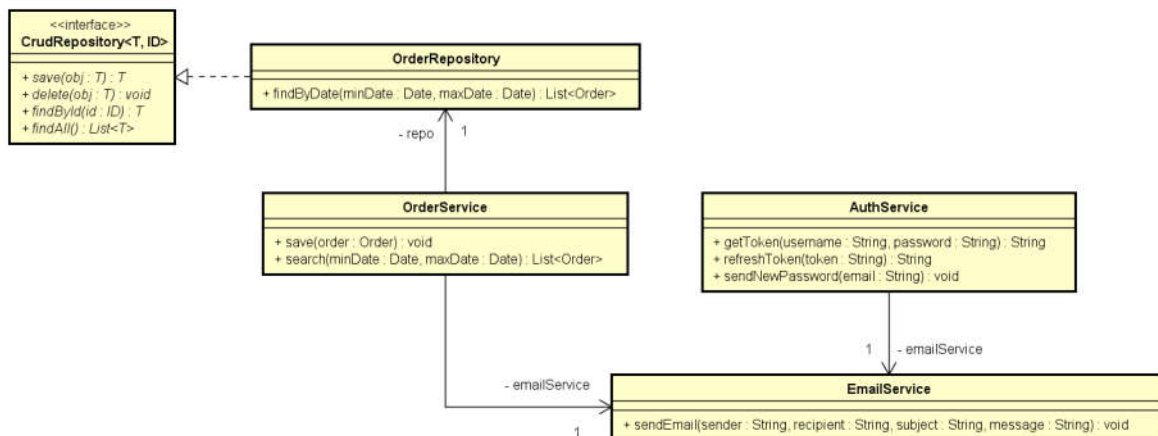 <<interface>>
CrudRepository<T, ID>
+ save(obj : T) : T
+ delete(obj : T) : void
+ findById(id : ID) : T
+ findAll() : List<T>
OrderRepository
+ findByDate(minDate : Date, maxDate : Date) : List<Order>
- repo
1
OrderService
+ save(order : Order) : void
+ search(minDate : Date, maxDate : Date) : List<Order>
AuthService
+ getToken(username : String, password : String) : String
+ refreshToken(token : String) : String
+ sendNewPassword(email : String) : void
1
- emailService
- emailService
1
EmailService
+ sendEmail(sender : String, recipient : String, subject : String, message : String) : void